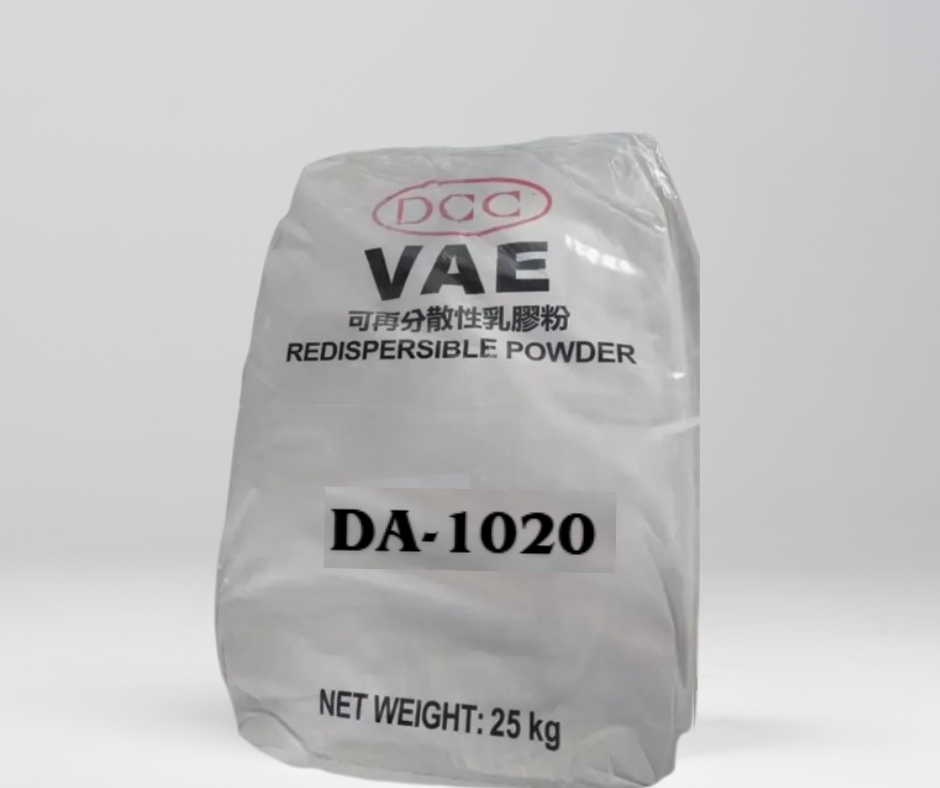 DCC
VAE
可再分散性乳膠粉
REDISPERSIBLE POWDER
DA-1020
NET WEIGHT: 25 kg